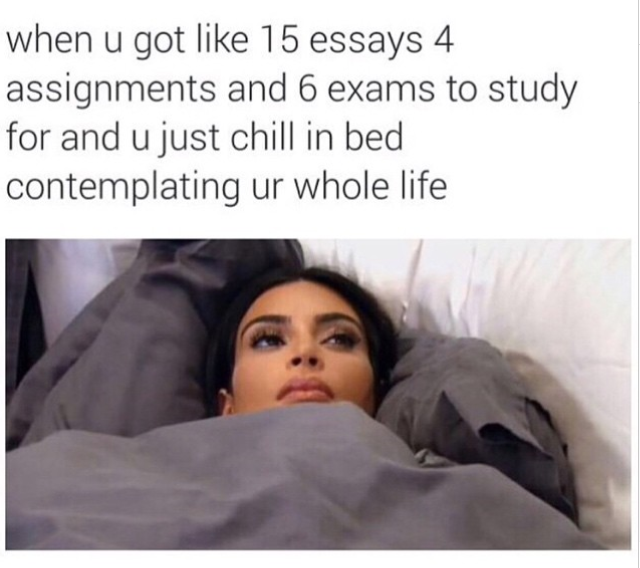 when u got like 15 essays 4
assignments and 6 exams to study
for and u just chill in bed
contemplating ur whole life